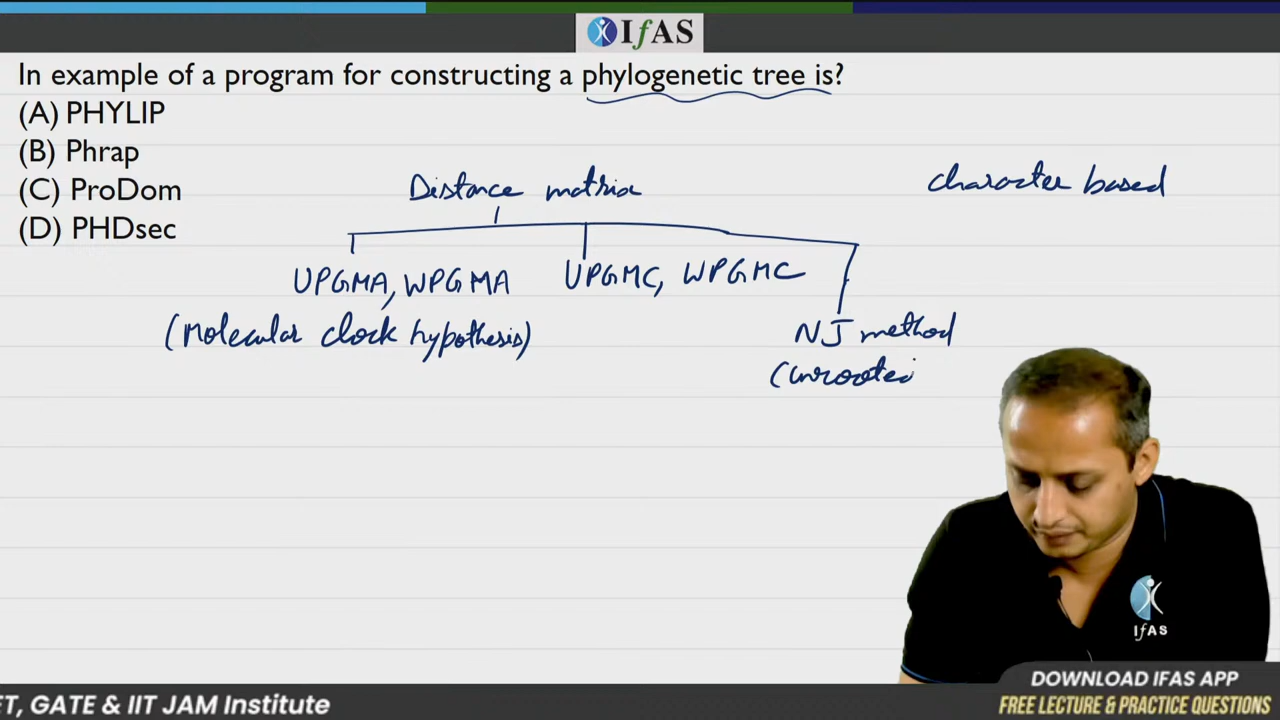 IfAS
In example of a program for constructing a phylogenetic tree is?
(A) PHYLIP
(B) Phrap
(C) ProDom
(D) PHDsec
Distance matrix
character based
UPGMA, WPGMA
UPGMC, WPGMC
(Molecular clock hypothesis)
NJ method
(unrooted
IfAS
DOWNLOAD IFAS APP
FREE LECTURE & PRACTICE QUESTIONS
ET, GATE & IIT JAM Institute